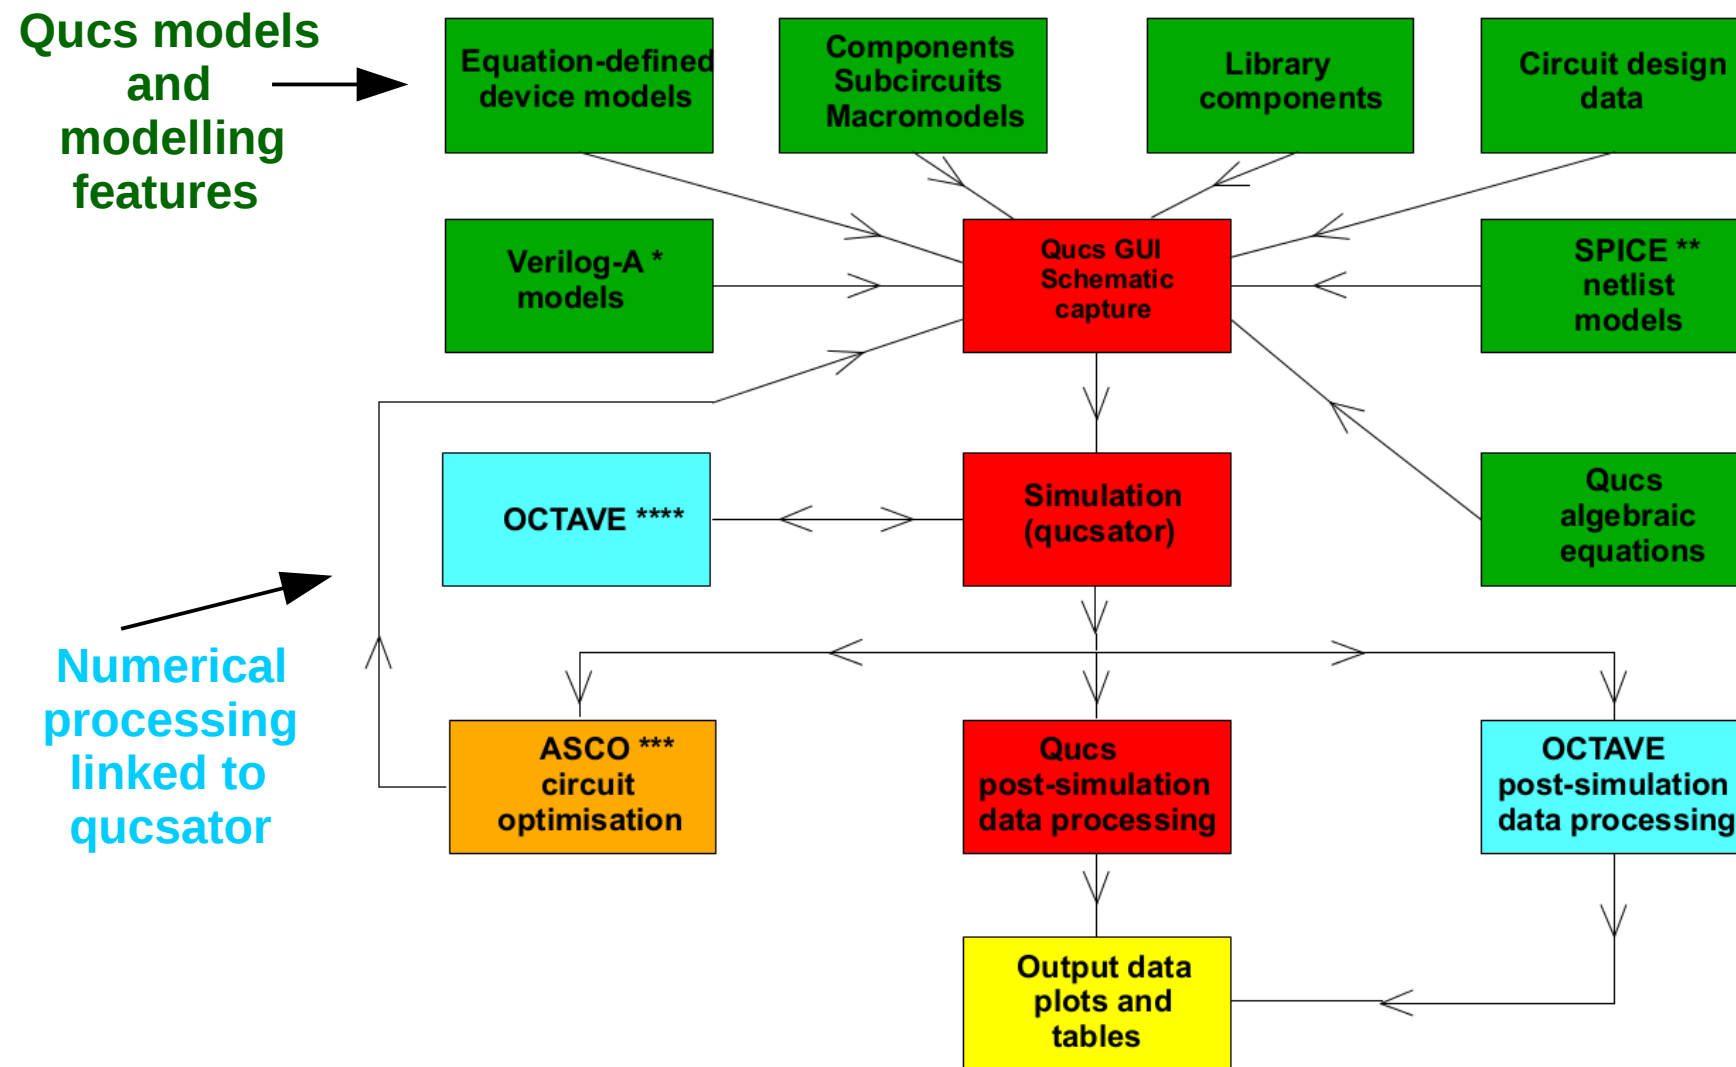 Qucs models
and
modelling
features
Equation-defined
device models
Components
Subcircuits
Macromodels
Library
components
Circuit design
data
Verilog-A *
models
Qucs GUI
Schematic
capture
SPICE **
netlist
models
OCTAVE ****
Simulation
(qucsator)
Qucs
algebraic
equations
Numerical
processing
linked to
qucsator
ASCO ***
circuit
optimisation
Qucs
post-simulation
data processing
OCTAVE
post-simulation
data processing
Output data
plots and
tables